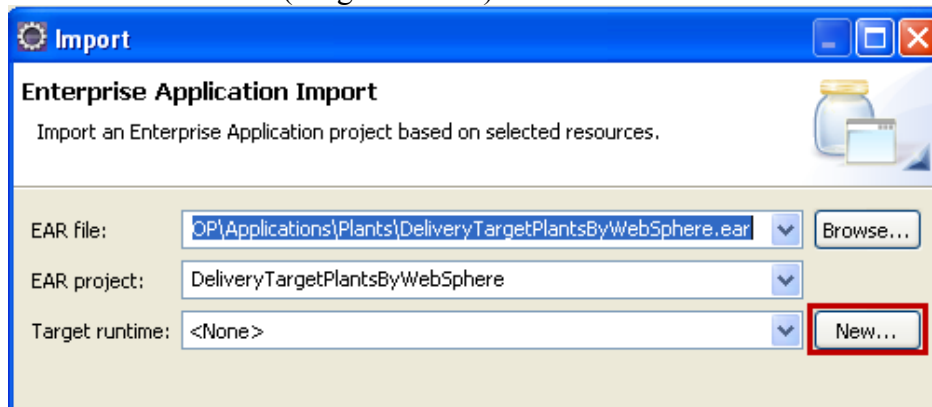 Import
Enterprise Application Import
Import an Enterprise Application project based on selected resources.
EAR file: OP\Applications\Plants\DeliveryTargetPlantsByWebSphere.ear Browse...
EAR project: DeliveryTargetPlantsByWebSphere
Target runtime: <None> New...